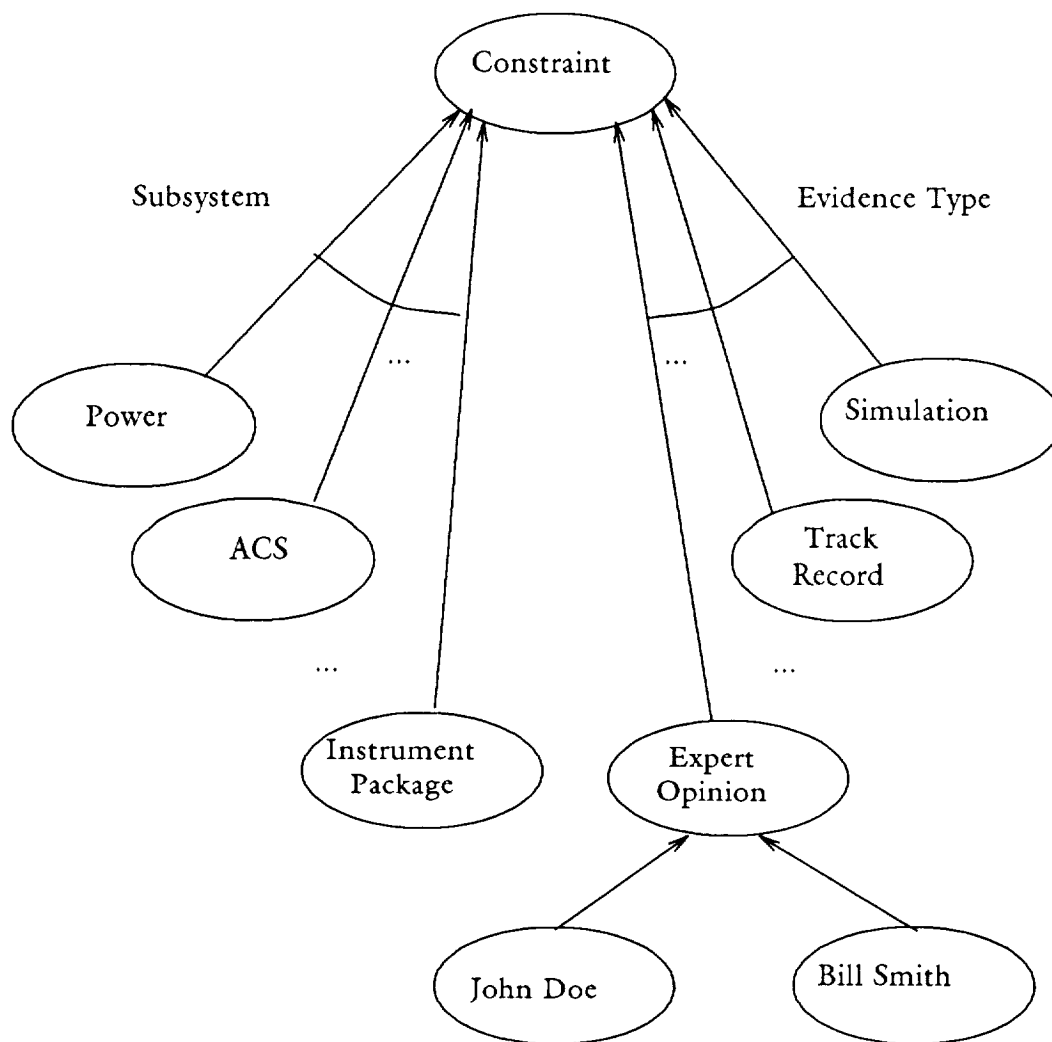 Constraint
Subsystem
Evidence Type
...
...
Power
Simulation
ACS
Track
Record
...
...
Instrument
Package
Expert
Opinion
John Doe
Bill Smith